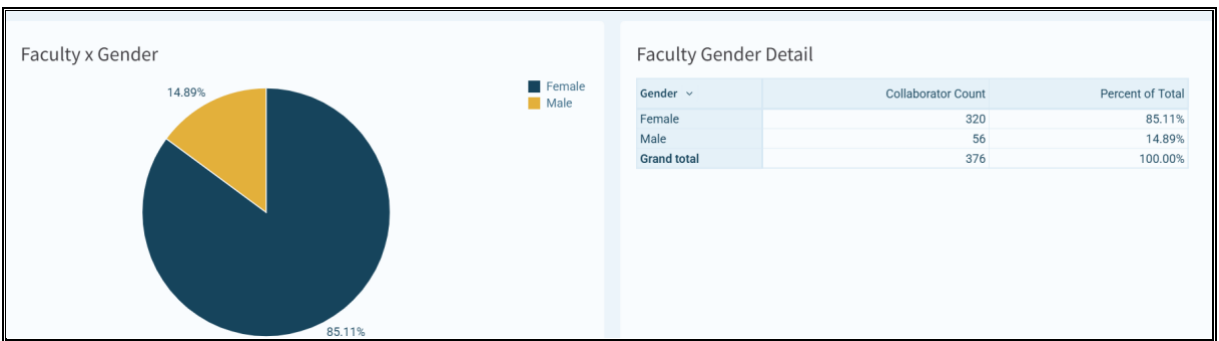 Faculty x Gender
14.89%
Female
Male
85.11%
Faculty Gender Detail
Gender Collaborator Count Percent of Total
Female 320 85.11%
Male 56 14.89%
Grand total 376 100.00%